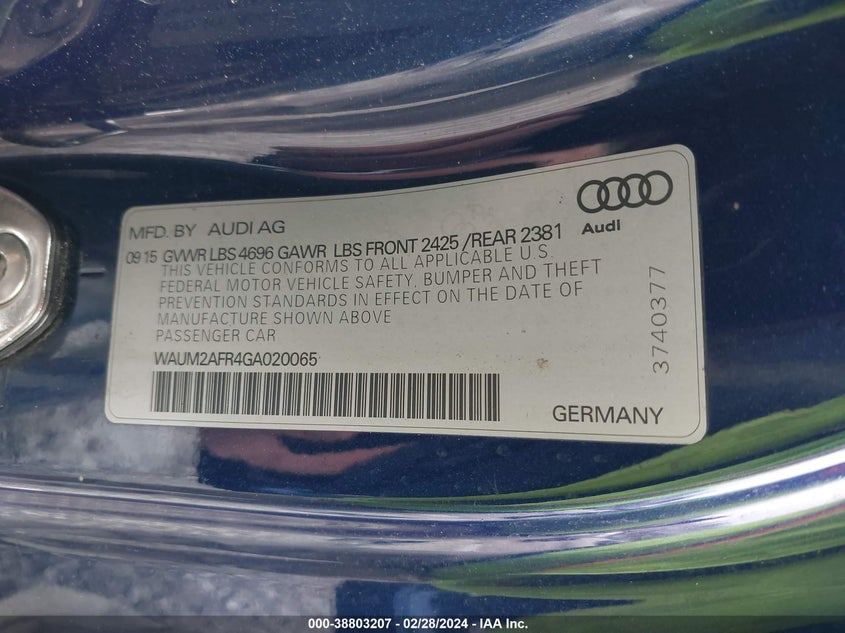 MFD. BY AUDI AG
Audi
09 15 GVWR LBS 4696 GAWR LBS FRONT 2425 / REAR 2381
THIS VEHICLE CONFORMS TO ALL APPLICABLE U.S.
FEDERAL MOTOR VEHICLE SAFETY, BUMPER AND THEFT
PREVENTION STANDARDS IN EFFECT ON THE DATE OF
MANUFACTURE SHOWN ABOVE
PASSENGER CAR
WAUM2AFR4GA020065
GERMANY
3740377
000-38803207 - 02/28/2024 - IAA Inc.